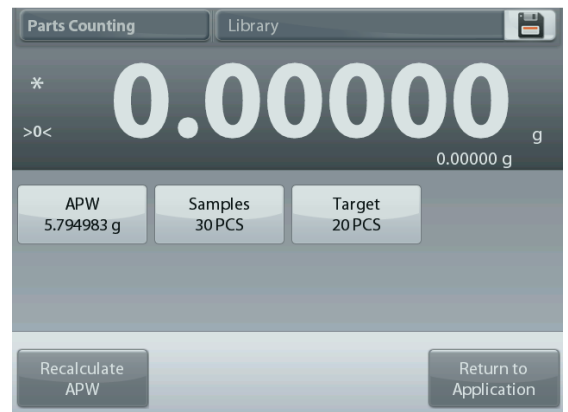 Parts Counting
Library
*
0.00000
>0<
g
0.00000 g
APW
5.794983 g
Samples
30 PCS
Target
20 PCS
Recalculate
APW
Return to
Application